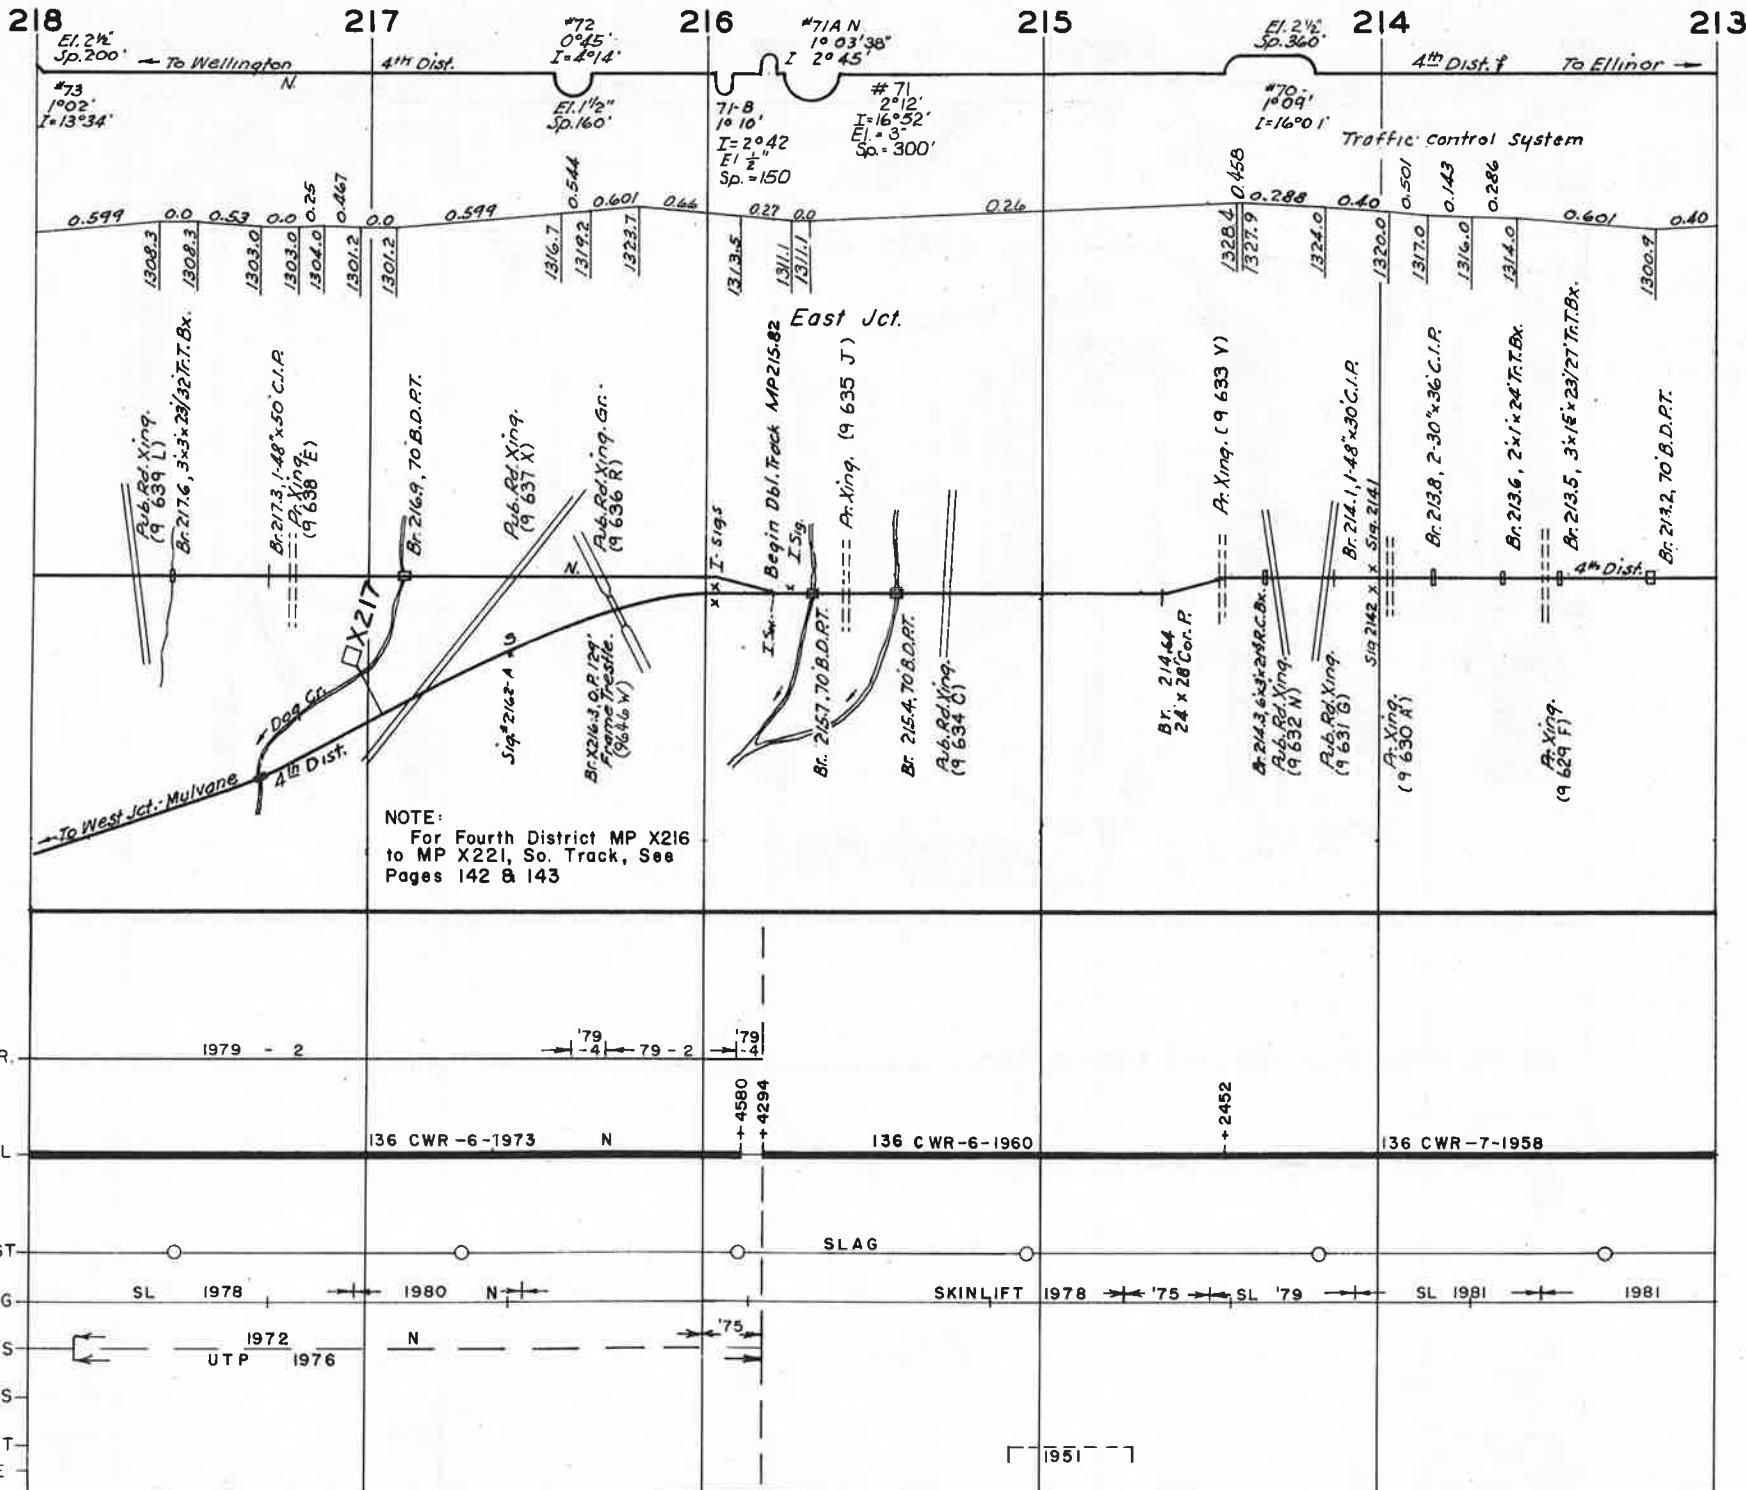 218
217
216
215
214
213
El. 2½"
Sp. 200'
← To Wellington
N.
4th Dist.
#72
0°45'
I=4°14'
#71A N
1°03'38"
I 2°45'
El. 2½"
Sp. 360'
4th Dist.
To Ellinor →
#73
1°02'
I=13°34'
El. 1½"
Sp. 160'
71-B
1°10'
I=2°42
El ½"
Sp.=150
#71
2°12'
I=16°52'
El.=3"
Sp.=300'
#70-
1°09'
I=16°01'
Traffic control system
0.599
0.0
0.53
0.0
0.25
0.467
0.0
0.599
0.544
0.601
0.66
0.27
0.0
0.26
0.458
0.288
0.40
0.501
0.143
0.286
0.601
0.40
1308.3
1308.3
1303.0
1303.0
1304.0
1301.2
1301.2
1316.7
1319.2
1323.7
1313.5
1311.1
1311.1
1328.4
1327.9
1324.0
1320.0
1317.0
1316.0
1314.0
1300.9
East Jct.
Pub. Rd. Xing.
(9 639 L)
Br. 217.6, 3'x3'x23/32 Tr.T.Bx.
Br. 217.3, 1-48"x50' C.I.P.
Pr. Xing
(9 638 E)
Br. 216.9, 70' B.D.P.T.
Pub. Rd. Xing.
(9 637 X)
Pub. Rd. Xing. Gr.
(9 636 R)
I-Sigs
Begin Dbl. Track MP215.82
I Sig.
Pr. Xing. (9 635 J)
Pr. Xing. (9 633 V)
Br. 214.1, 1-48"x30' C.I.P.
Sig 2142 x x Sig. 2141
Br. 213.8, 2-30"x36' C.I.P.
Br. 213.6, 2'x1'x24' Tr.T.Bx.
Br. 213.5, 3'x1½'x23/27' Tr.T.Bx.
Br. 213.2, 70' B.D.P.T.
N.
4th Dist.
X217
← Dog Cr.
S
Sig #2162-A
Br. X216.3, O.P. 129'
Frame Trestle.
(9646 W)
I Sw.
Br. 215.7, 70' B.D.P.T.
Br. 215.4, 70' B.D.P.T.
Pub. Rd. Xing.
(9 634 C)
Br. 214.64
24" x 28' Cor. P.
Br. 214.3, 6'x3'x29' R.C.Bx.
Pub. Rd. Xing.
(9 632 N)
Pub. Rd. Xing.
(9 631 G)
Pr. Xing.
(9 630 A)
Pr. Xing.
(9 629 F)
← To West Jct.-Mulvane
4th Dist.
NOTE:
For Fourth District MP X216
to MP X221, So. Track, See
Pages 142 & 143
R.
1979 - 2
'79
-4
79 - 2
'79
-4
+4580
+4294
+2452
L
136 CWR -6-1973 N
136 CWR-6-1960
136 CWR-7-1958
ST
SLAG
G
SL 1978
1980 N
SKINLIFT 1978
'75
SL '79
SL 1981
1981
S
1972 N
'75
UTP 1976
S
T
1951
E